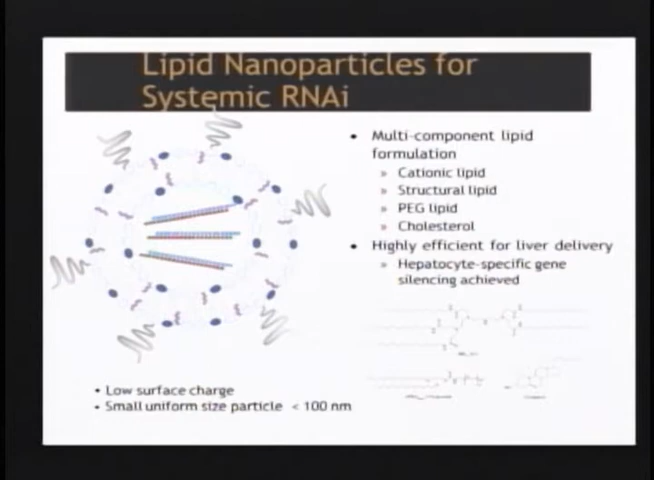 Lipid Nanoparticles for
Systemic RNAi
• Multi-component lipid
formulation
» Cationic lipid
» Structural lipid
» PEG lipid
» Cholesterol
• Highly efficient for liver delivery
» Hepatocyte-specific gene
silencing achieved
• Low surface charge
• Small uniform size particle < 100 nm